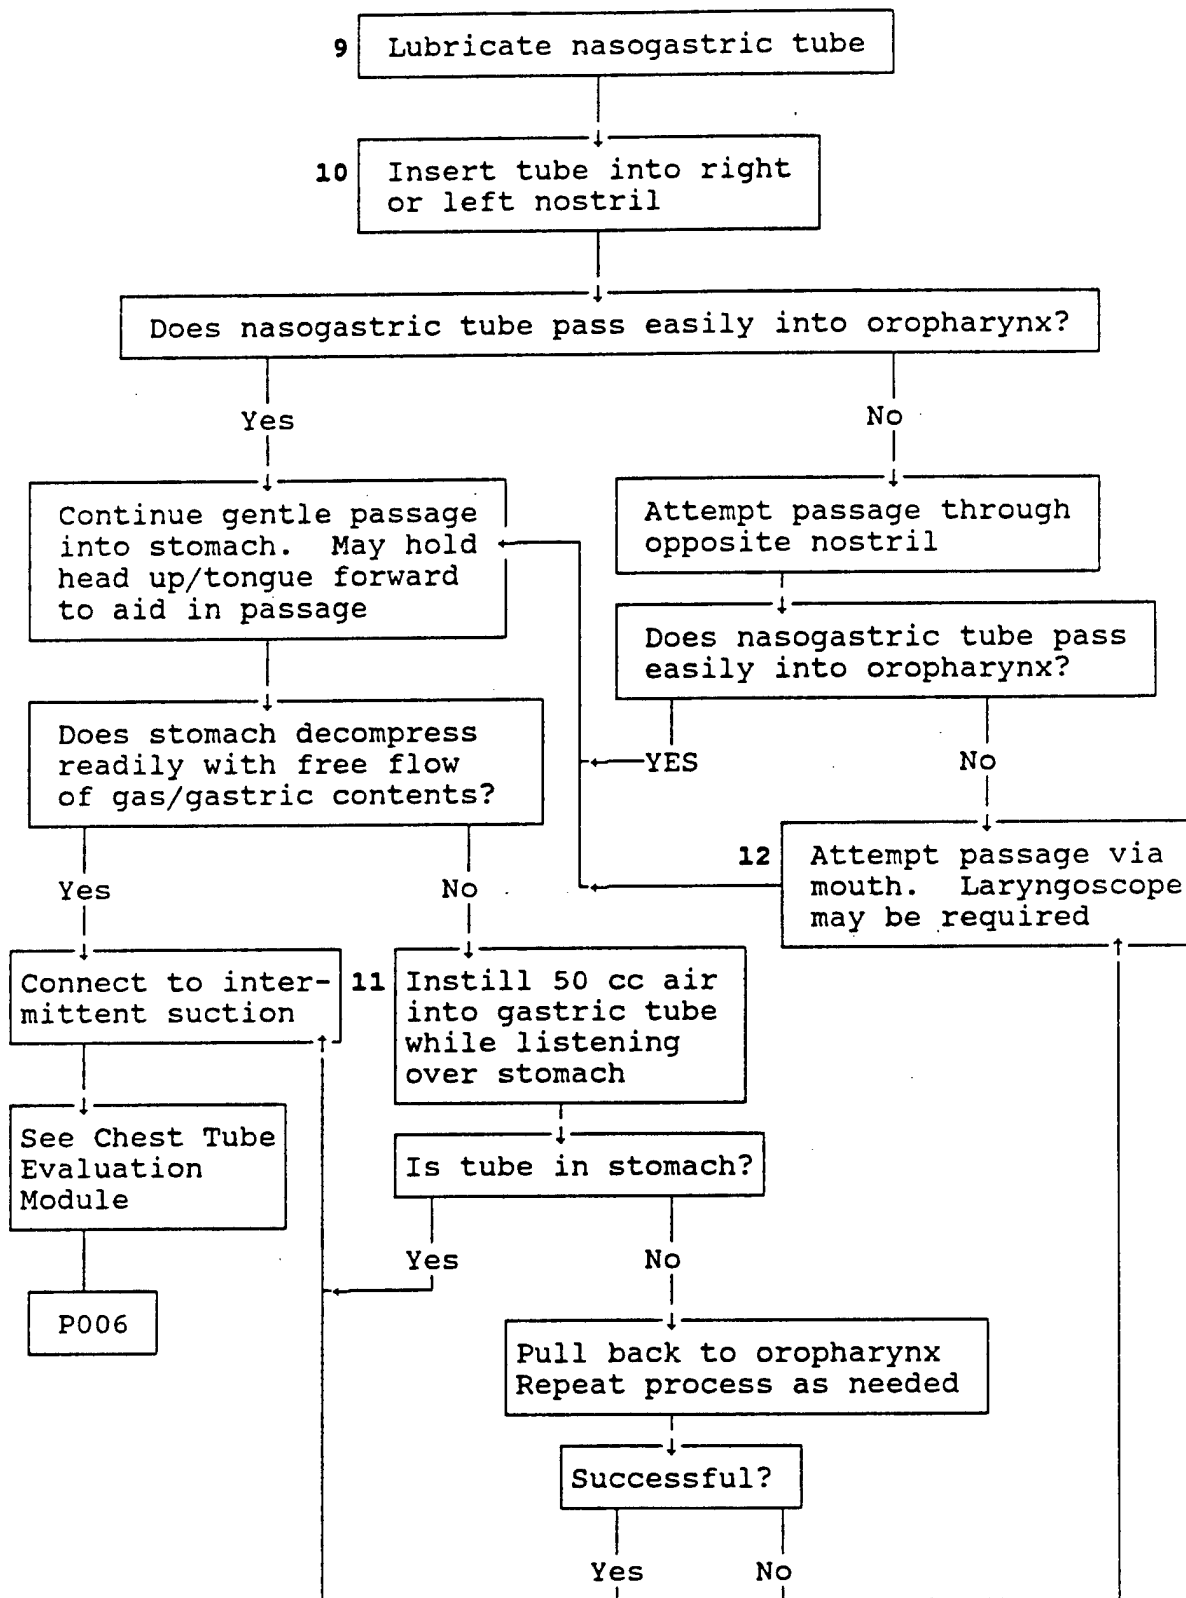 9 Lubricate nasogastric tube
10 Insert tube into right
or left nostril
Does nasogastric tube pass easily into oropharynx?
Yes
No
Continue gentle passage
into stomach. May hold
head up/tongue forward
to aid in passage
Attempt passage through
opposite nostril
Does nasogastric tube pass
easily into oropharynx?
YES
No
Does stomach decompress
readily with free flow
of gas/gastric contents?
Yes
No
12 Attempt passage via
mouth. Laryngoscope
may be required
Connect to inter-
mittent suction
11 Instill 50 cc air
into gastric tube
while listening
over stomach
See Chest Tube
Evaluation
Module
P006
Is tube in stomach?
Yes
No
Pull back to oropharynx
Repeat process as needed
Successful?
Yes
No